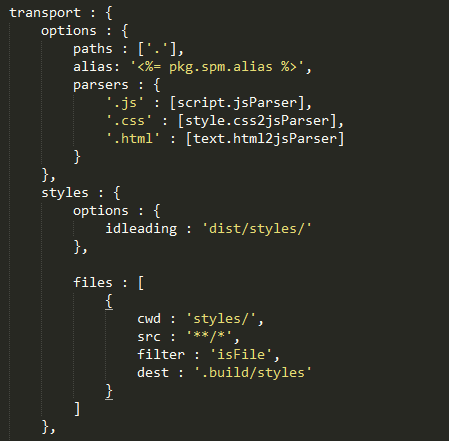 transport : {
    options : {
        paths : ['.'],
        alias: '<%= pkg.spm.alias %>',
        parsers : {
            '.js' : [script.jsParser],
            '.css' : [style.css2jsParser],
            '.html' : [text.html2jsParser]
        }
    },
    styles : {
        options : {
            idleading : 'dist/styles/'
        },

        files : [
            {
                cwd : 'styles/',
                src : '**/*',
                filter : 'isFile',
                dest : '.build/styles'
            }
        ]
    },